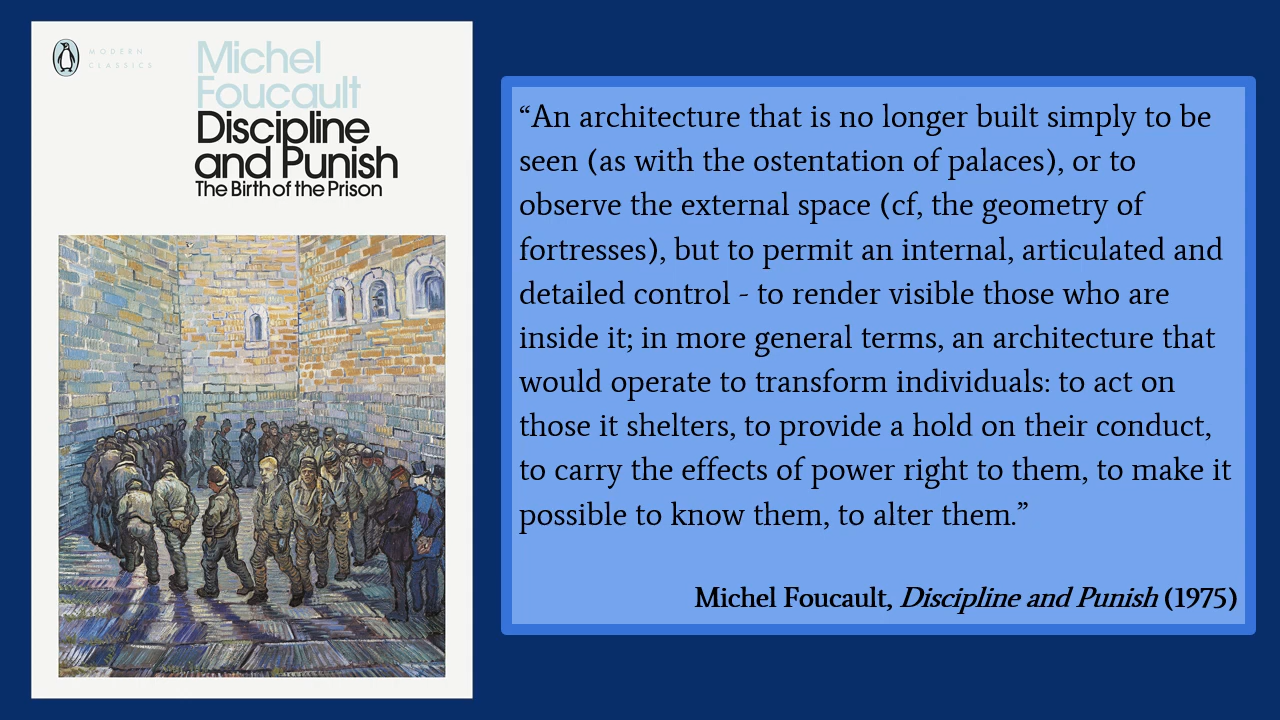 MODERN
CLASSICS
Michel
Foucault
Discipline
and Punish
The Birth of the Prison
“An architecture that is no longer built simply to be
seen (as with the ostentation of palaces), or to
observe the external space (cf, the geometry of
fortresses), but to permit an internal, articulated and
detailed control - to render visible those who are
inside it; in more general terms, an architecture that
would operate to transform individuals: to act on
those it shelters, to provide a hold on their conduct,
to carry the effects of power right to them, to make it
possible to know them, to alter them.”
Michel Foucault, Discipline and Punish (1975)